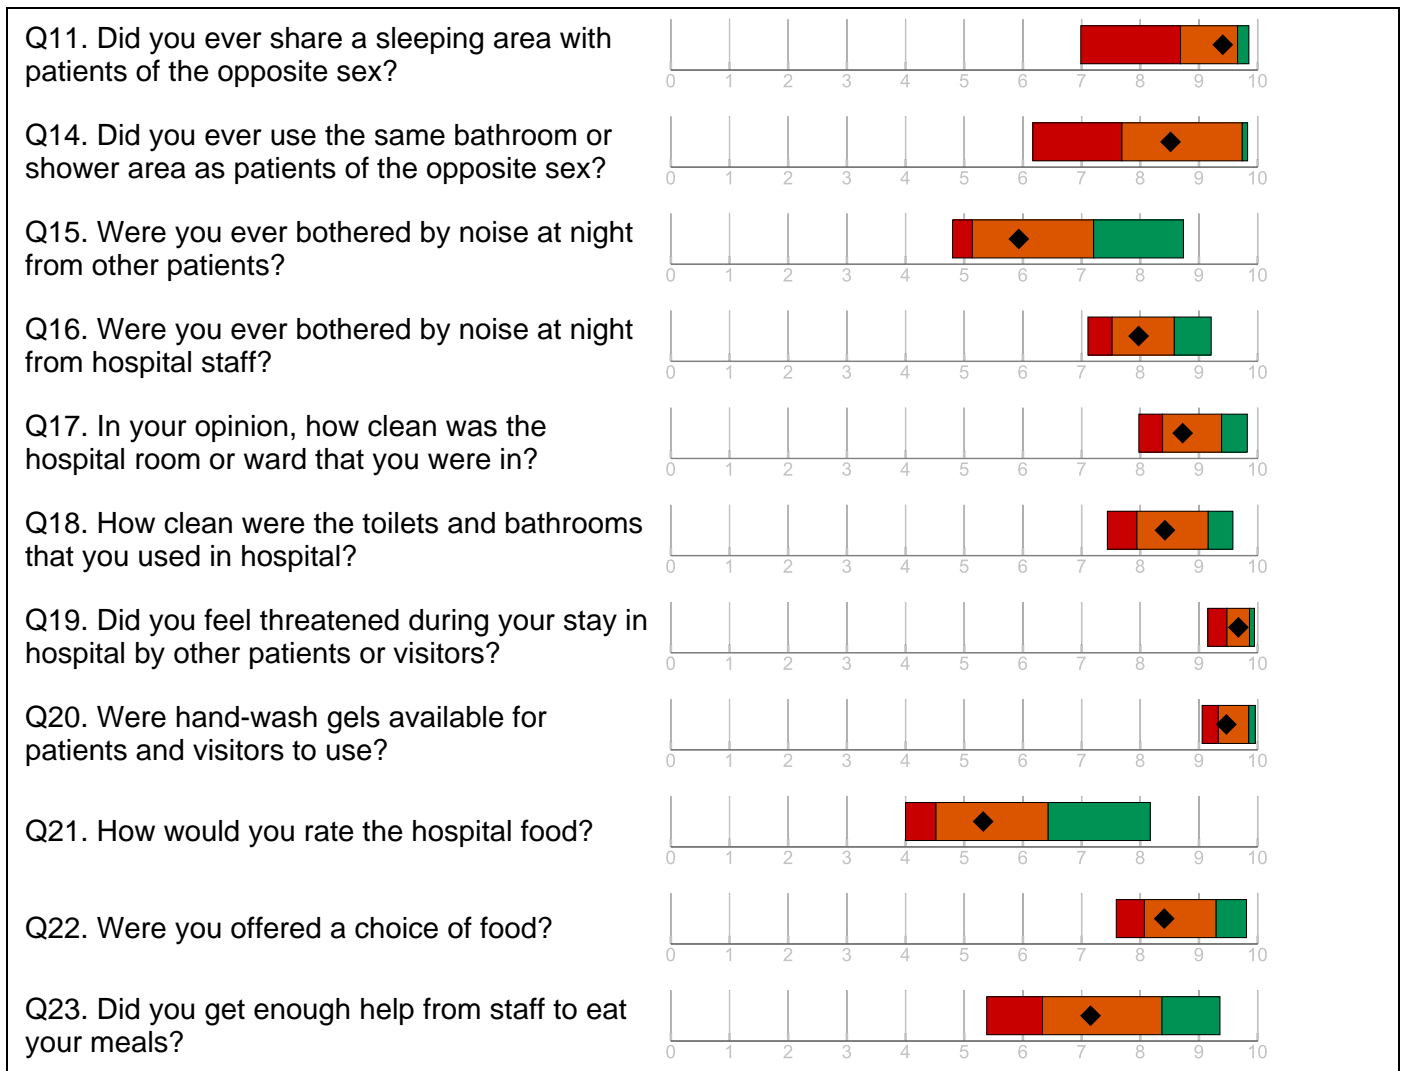 Q11. Did you ever share a sleeping area with
patients of the opposite sex?
0 1 2 3 4 5 6 7 8 9 10
Q14. Did you ever use the same bathroom or
shower area as patients of the opposite sex?
0 1 2 3 4 5 6 7 8 9 10
Q15. Were you ever bothered by noise at night
from other patients?
0 1 2 3 4 5 6 7 8 9 10
Q16. Were you ever bothered by noise at night
from hospital staff?
0 1 2 3 4 5 6 7 8 9 10
Q17. In your opinion, how clean was the
hospital room or ward that you were in?
0 1 2 3 4 5 6 7 8 9 10
Q18. How clean were the toilets and bathrooms
that you used in hospital?
0 1 2 3 4 5 6 7 8 9 10
Q19. Did you feel threatened during your stay in
hospital by other patients or visitors?
0 1 2 3 4 5 6 7 8 9 10
Q20. Were hand-wash gels available for
patients and visitors to use?
0 1 2 3 4 5 6 7 8 9 10
Q21. How would you rate the hospital food?
0 1 2 3 4 5 6 7 8 9 10
Q22. Were you offered a choice of food?
0 1 2 3 4 5 6 7 8 9 10
Q23. Did you get enough help from staff to eat
your meals?
0 1 2 3 4 5 6 7 8 9 10